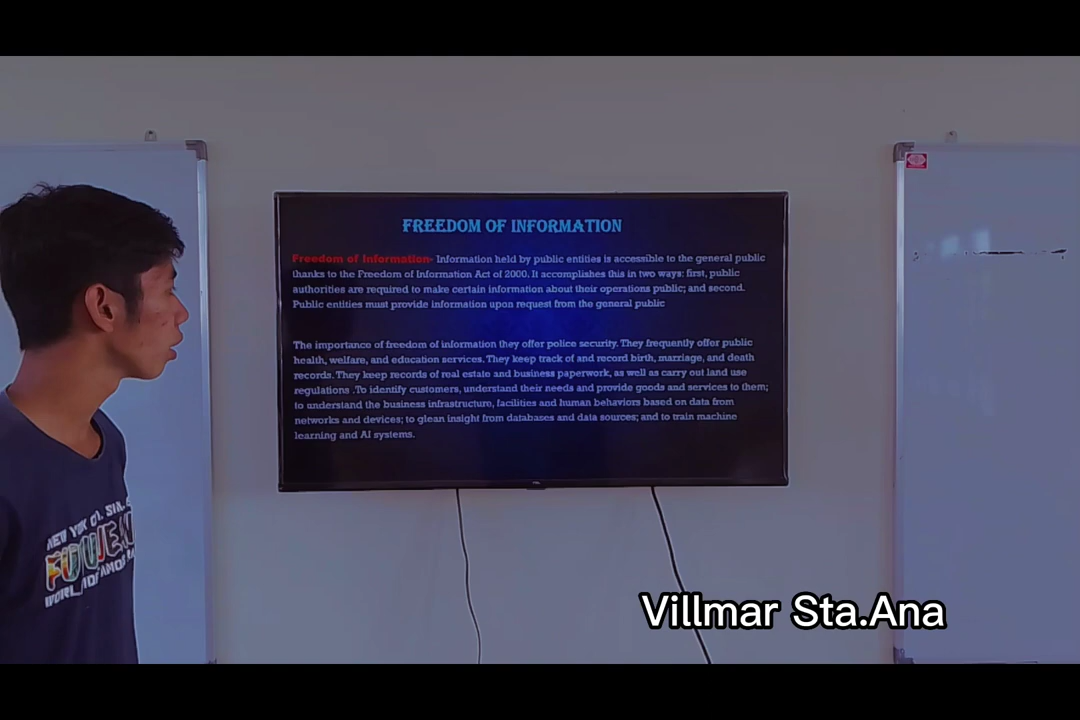 FREEDOM OF INFORMATION
Freedom of Information- Information held by public entities is accessible to the general public
thanks to the Freedom of Information Act of 2000. It accomplishes this in two ways: first, public
authorities are required to make certain information about their operations public; and second.
Public entities must provide information upon request from the general public
The importance of freedom of information they offer police security. They frequently offer public
health, welfare, and education services. They keep track of and record birth, marriage, and death
records. They keep records of real estate and business paperwork, as well as carry out land use
regulations .To identify customers, understand their needs and provide goods and services to them;
to understand the business infrastructure, facilities and human behaviors based on data from
networks and devices; to glean insight from databases and data sources; and to train machine
learning and AI systems.
NEW YORK
Villmar Sta.Ana